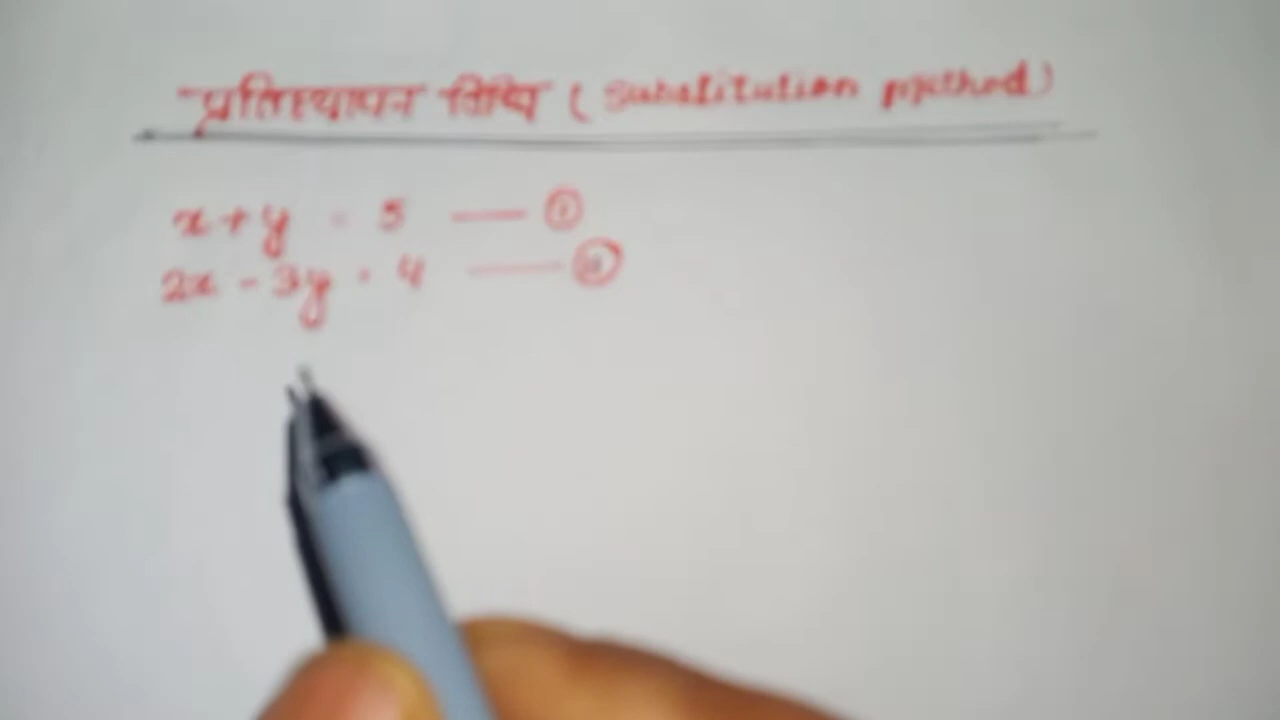 प्रतिस्थापन विधि ( Substitution method )
x + y = 5 —— ①
2x - 3y = 4 —— ②